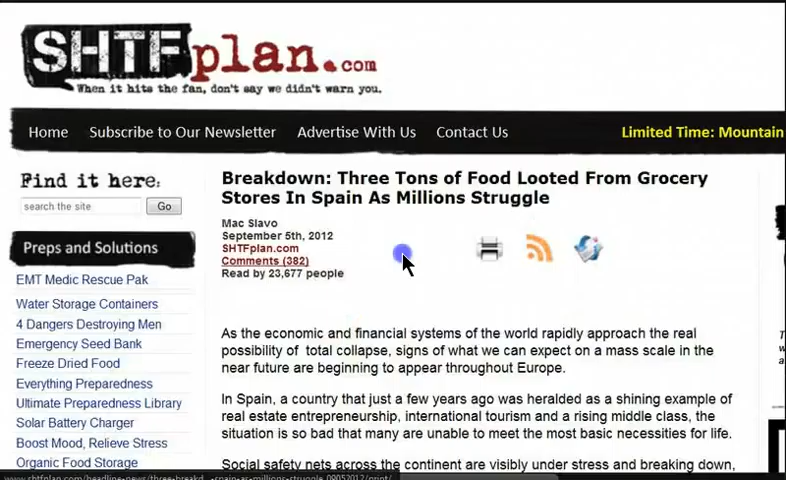 SHTFplan.com
When it hits the fan, don't say we didn't warn you.
Home Subscribe to Our Newsletter Advertise With Us Contact Us Limited Time: Mountain
Find it here:
search the site Go
Preps and Solutions
EMT Medic Rescue Pak
Water Storage Containers
4 Dangers Destroying Men
Emergency Seed Bank
Freeze Dried Food
Everything Preparedness
Ultimate Preparedness Library
Solar Battery Charger
Boost Mood, Relieve Stress
Organic Food Storage
Breakdown: Three Tons of Food Looted From Grocery
Stores In Spain As Millions Struggle
Mac Slavo
September 5th, 2012
SHTFplan.com
Comments (382)
Read by 23,677 people
As the economic and financial systems of the world rapidly approach the real
possibility of total collapse, signs of what we can expect on a mass scale in the
near future are beginning to appear throughout Europe.
In Spain, a country that just a few years ago was heralded as a shining example of
real estate entrepreneurship, international tourism and a rising middle class, the
situation is so bad that many are unable to meet the most basic necessities for life.
Social safety nets across the continent are visibly under stress and breaking down,